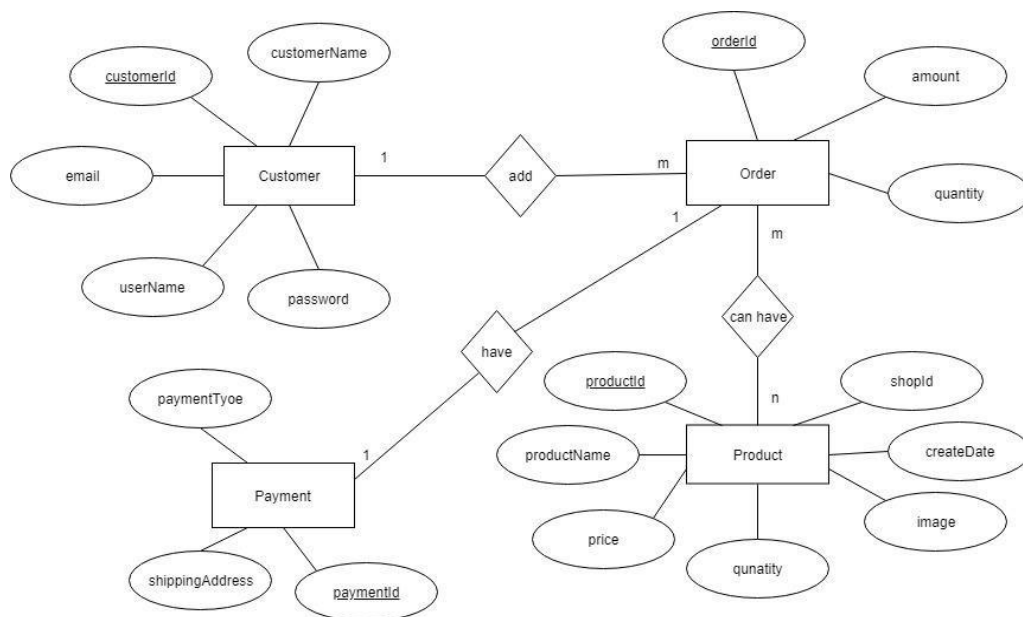 customerName
orderId
customerId
amount
1
email
Customer
add
m
Order
quantity
1
m
userName
password
can have
have
productId
shopId
paymentTyoe
n
productName
Product
createDate
1
Payment
price
image
qunatity
shippingAddress
paymentId